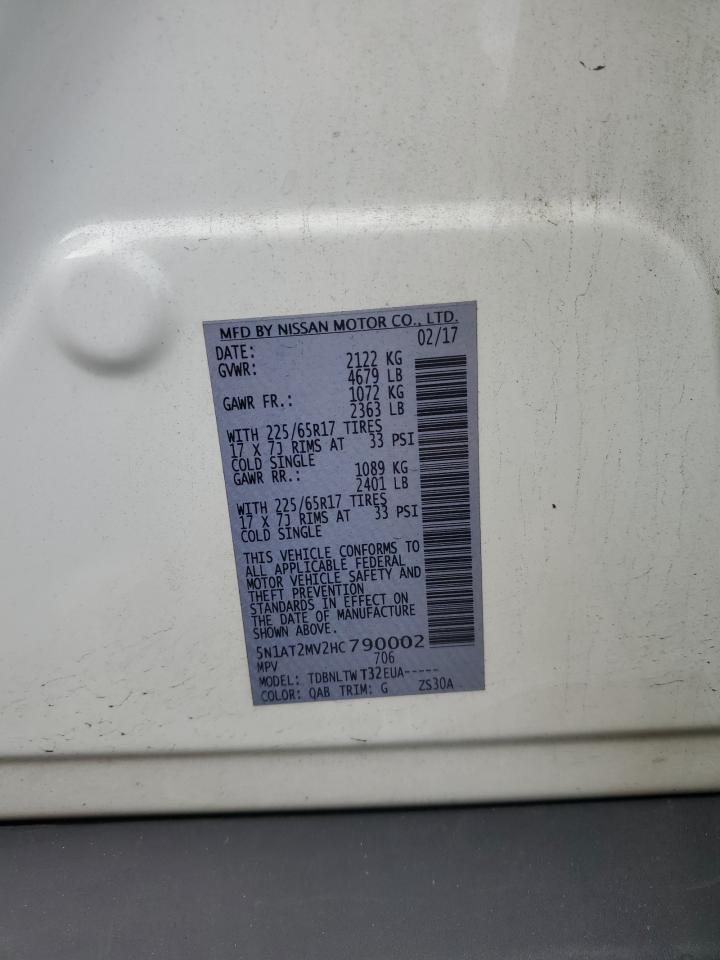 MFD BY NISSAN MOTOR CO., LTD.
DATE: 02/17
GVWR: 2122 KG
4679 LB
GAWR FR.: 1072 KG
2363 LB
WITH 225/65R17 TIRES
17 X 7J RIMS AT 33 PSI
COLD SINGLE
GAWR RR.: 1089 KG
2401 LB
WITH 225/65R17 TIRES
17 X 7J RIMS AT 33 PSI
COLD SINGLE
THIS VEHICLE CONFORMS TO
ALL APPLICABLE FEDERAL
MOTOR VEHICLE SAFETY AND
THEFT PREVENTION
STANDARDS IN EFFECT ON
THE DATE OF MANUFACTURE
SHOWN ABOVE.
5N1AT2MV2HC790002
MPV 706
MODEL: TDBNLTWT32EUA-----
COLOR: QAB TRIM: G ZS30A